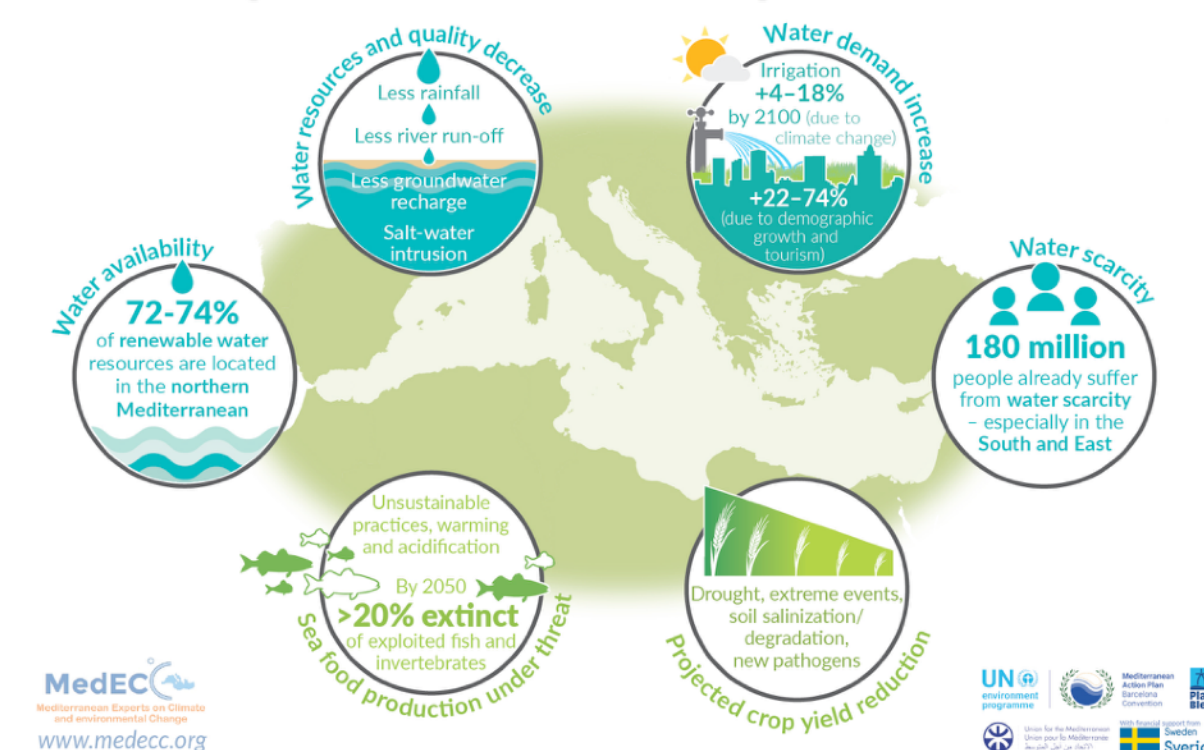 Water resources and quality decrease
Less rainfall
Less river run-off
Less groundwater
recharge
Salt-water
intrusion
Water demand increase
Irrigation
+4–18%
by 2100 (due to
climate change)
+22–74%
(due to demographic
growth and
tourism)
Water availability
72-74%
of renewable water
resources are located
in the northern
Mediterranean
Water scarcity
180 million
people already suffer
from water scarcity
– especially in the
South and East
Unsustainable
practices, warming
and acidification
By 2050
>20% extinct
of exploited fish and
invertebrates
Sea food production under threat
Drought, extreme events,
soil salinization/
degradation,
new pathogens
Projected crop yield reduction
MedECC
Mediterranean Experts on Climate
and environmental Change
www.medecc.org
UN
environment
programme
Mediterranean
Action Plan
Barcelona
Convention
Union for the Mediterranean
Union pour la Méditerranée
الاتحاد من أجل المتوسط
With financial support from
Sweden